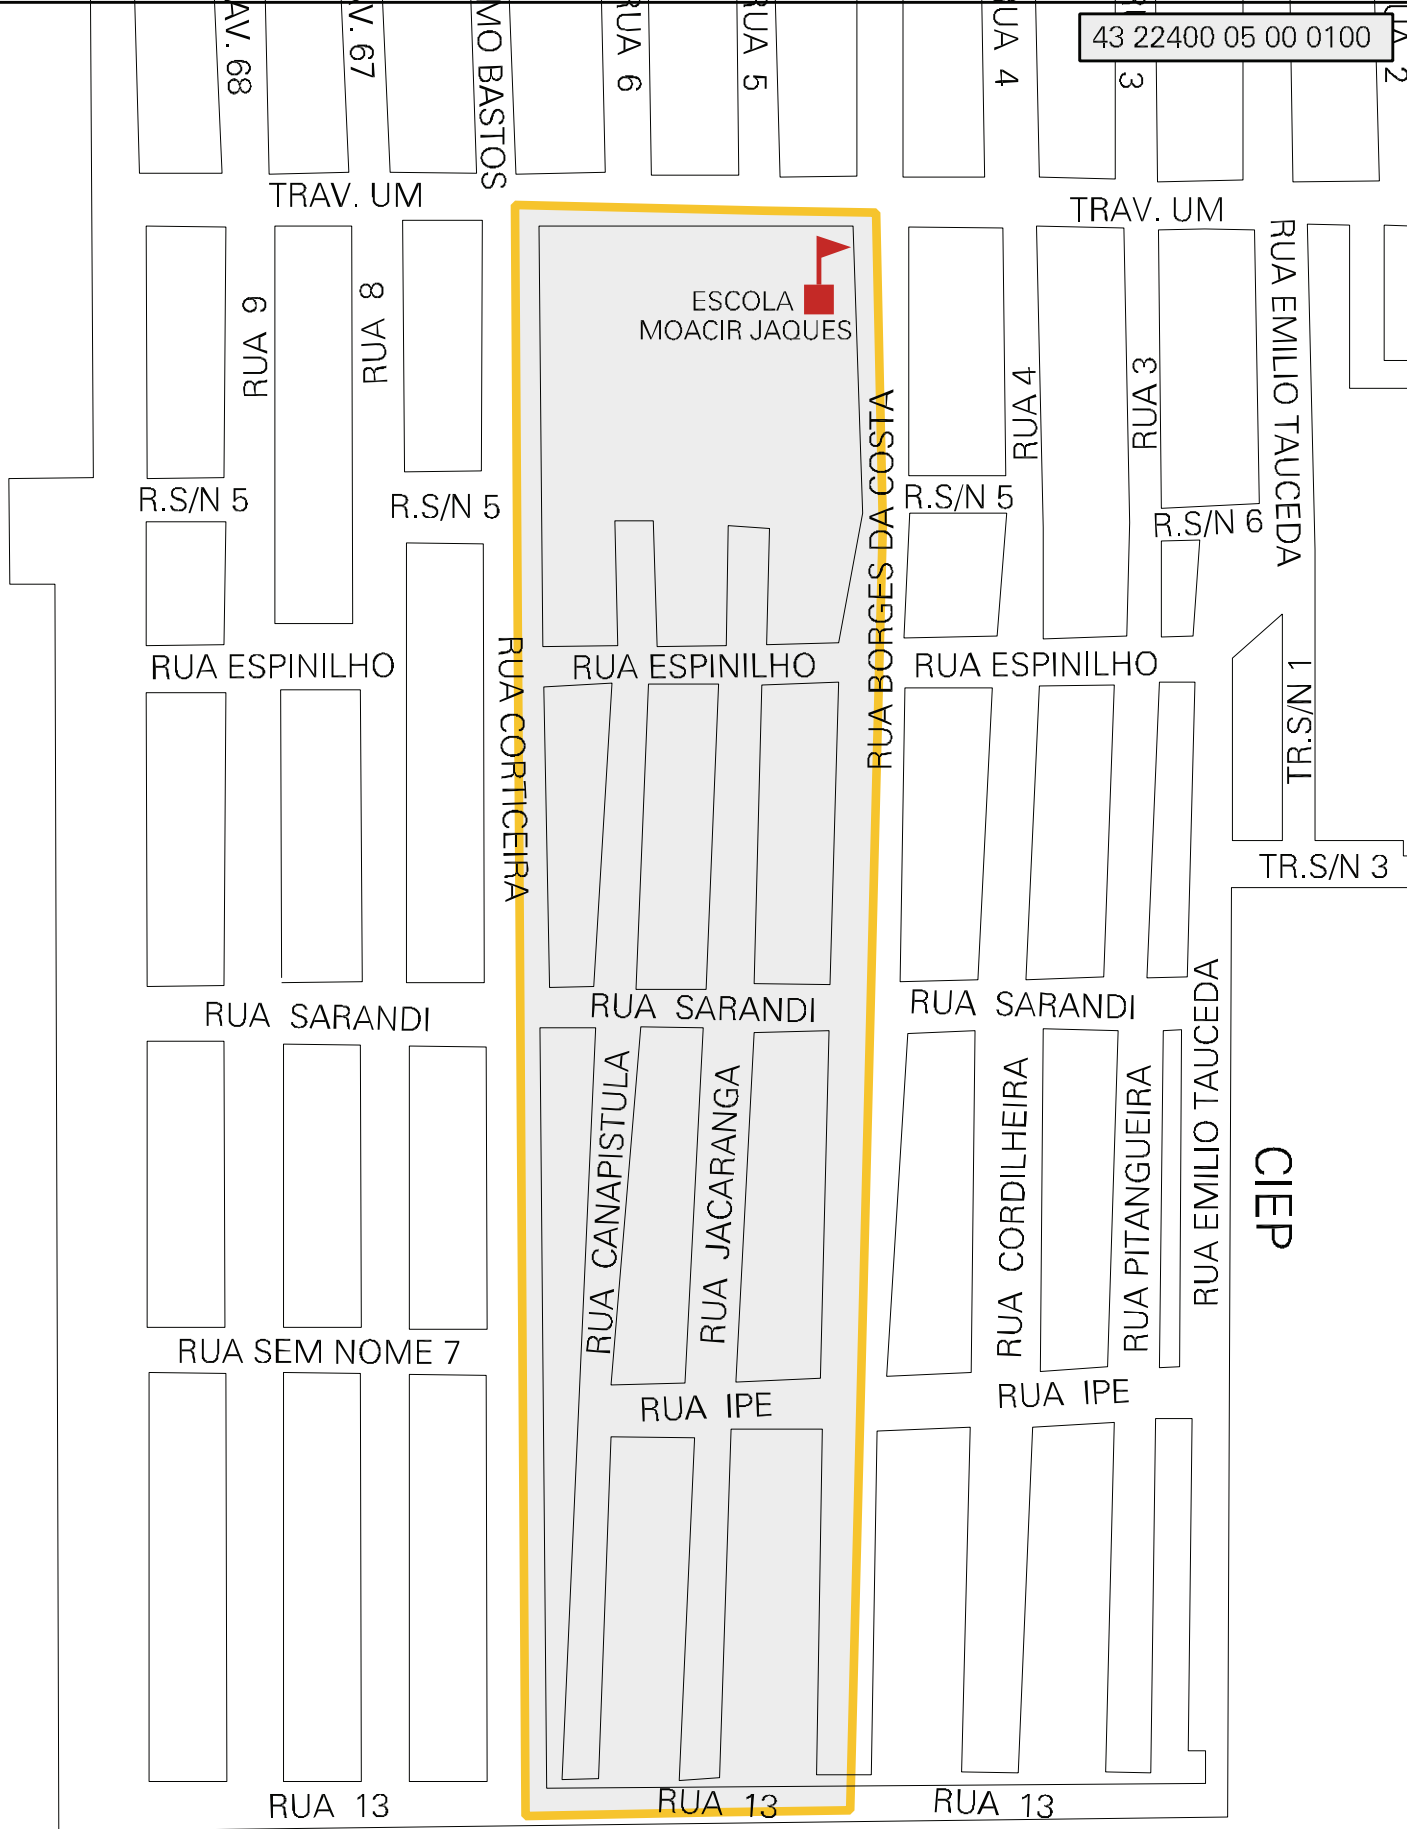 43 22400 05 00 0100
AV. 68
V. 67
MO BASTOS
RUA 6
RUA 5
RUA 4
3
UA 2
TRAV. UM
TRAV. UM
RUA 9
RUA 8
ESCOLA
MOACIR JAQUES
RUA BORGES DA COSTA
RUA 4
RUA 3
RUA EMILIO TAUCEDA
R.S/N 5
R.S/N 5
R.S/N 5
R.S/N 6
RUA ESPINILHO
RUA CORTICEIRA
RUA ESPINILHO
RUA ESPINILHO
TR.S/N 1
TR.S/N 3
RUA SARANDI
RUA SARANDI
RUA SARANDI
RUA CANAPISTULA
RUA JACARANGA
RUA CORDILHEIRA
RUA PITANGUEIRA
RUA EMILIO TAUCEDA
CIEP
RUA SEM NOME 7
RUA IPE
RUA IPE
RUA 13
RUA 13
RUA 13